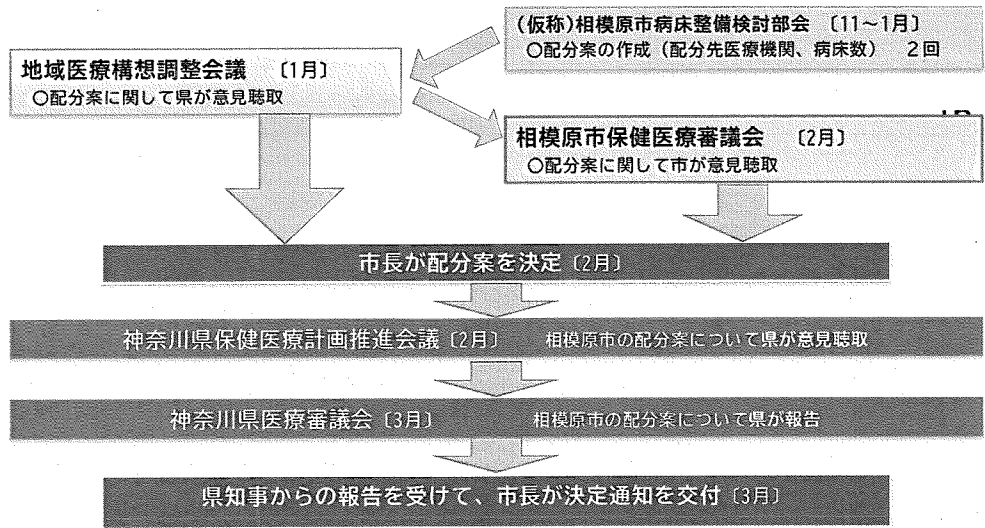 (仮称)相模原市病床整備検討部会 〔11～1月〕
○配分案の作成（配分先医療機関、病床数） 2回
地域医療構想調整会議 〔1月〕
○配分案に関して県が意見聴取
相模原市保健医療審議会 〔2月〕
○配分案に関して市が意見聴取
市長が配分案を決定〔2月〕
神奈川県保健医療計画推進会議〔2月〕 相模原市の配分案について県が意見聴取
神奈川県医療審議会〔3月〕 相模原市の配分案について県が報告
県知事からの報告を受けて、市長が決定通知を交付〔3月〕